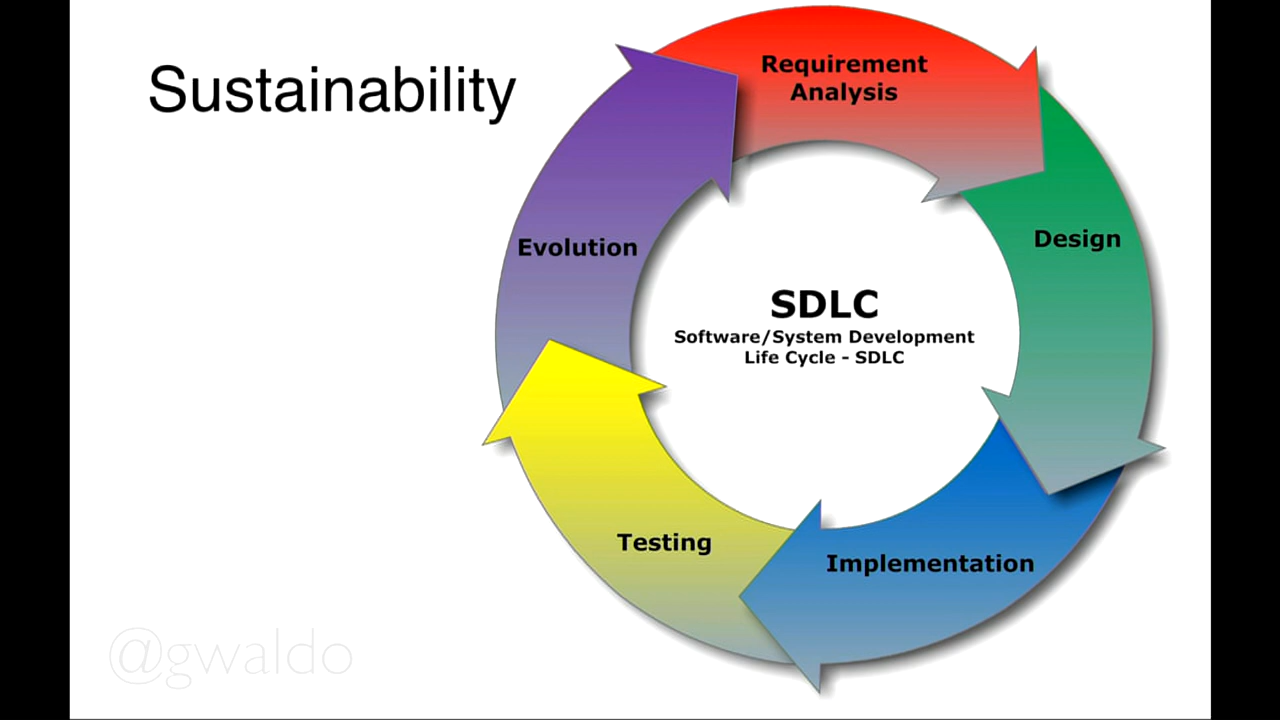 Sustainability
Requirement
Analysis
Design
Evolution
SDLC
Software/System Development
Life Cycle - SDLC
Testing
Implementation
@gwaldo